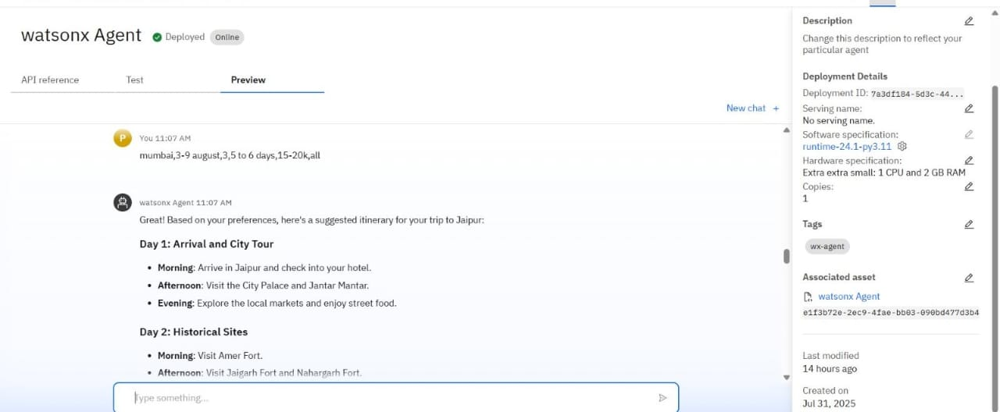 watsonx Agent Deployed Online
API reference Test Preview
New chat +
P You 11:07 AM
mumbai,3-9 august,3,5 to 6 days,15-20k,all
watsonx Agent 11:07 AM
Great! Based on your preferences, here's a suggested itinerary for your trip to Jaipur:
Day 1: Arrival and City Tour
• Morning: Arrive in Jaipur and check into your hotel.
• Afternoon: Visit the City Palace and Jantar Mantar.
• Evening: Explore the local markets and enjoy street food.
Day 2: Historical Sites
• Morning: Visit Amer Fort.
• Afternoon: Visit Jaigarh Fort and Nahargarh Fort.
Type something...
Description
Change this description to reflect your
particular agent
Deployment Details
Deployment ID: 7a3df184-5d3c-44...
Serving name:
No serving name.
Software specification:
runtime-24.1-py3.11
Hardware specification:
Extra extra small: 1 CPU and 2 GB RAM
Copies:
1
Tags
wx-agent
Associated asset
watsonx Agent
e1f3b72e-2ec9-4fae-bb03-090bd477d3b4
Last modified
14 hours ago
Created on
Jul 31, 2025